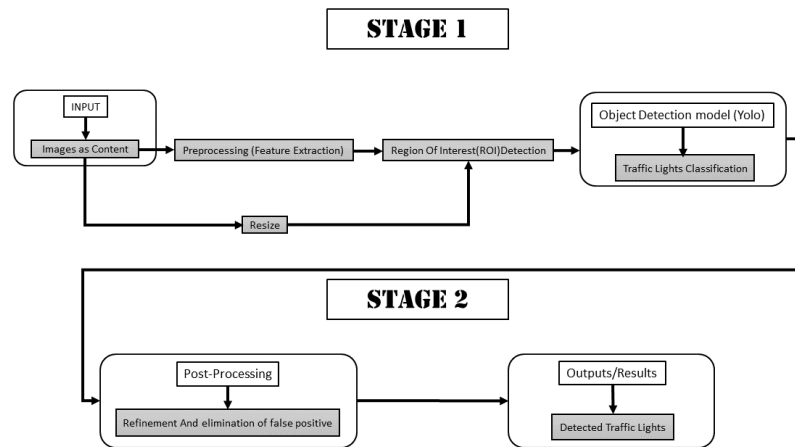 STAGE 1
INPUT
Images as Content
Preprocessing (Feature Extraction)
Region Of Interest(ROI)Detection
Object Detection model (Yolo)
Traffic Lights Classification
Resize
STAGE 2
Post-Processing
Refinement And elimination of false positive
Outputs/Results
Detected Traffic Lights